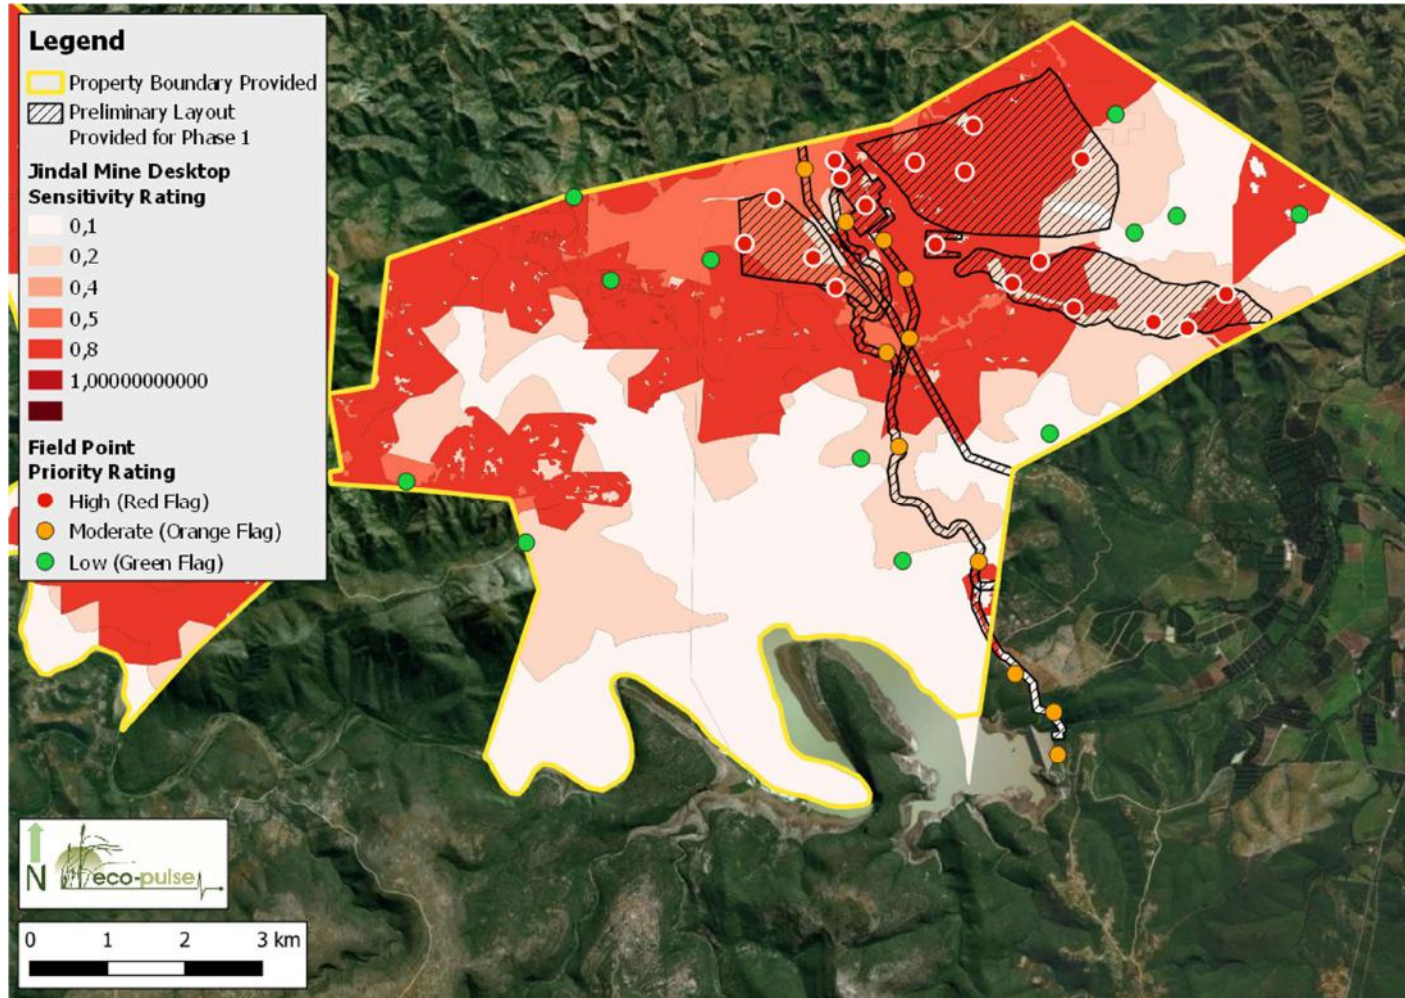 Legend
Property Boundary Provided
Preliminary Layout
Provided for Phase 1
Jindal Mine Desktop
Sensitivity Rating
0,1
0,2
0,4
0,5
0,8
1,00000000000
Field Point
Priority Rating
High (Red Flag)
Moderate (Orange Flag)
Low (Green Flag)
N
eco-pulse
0 1 2 3 km